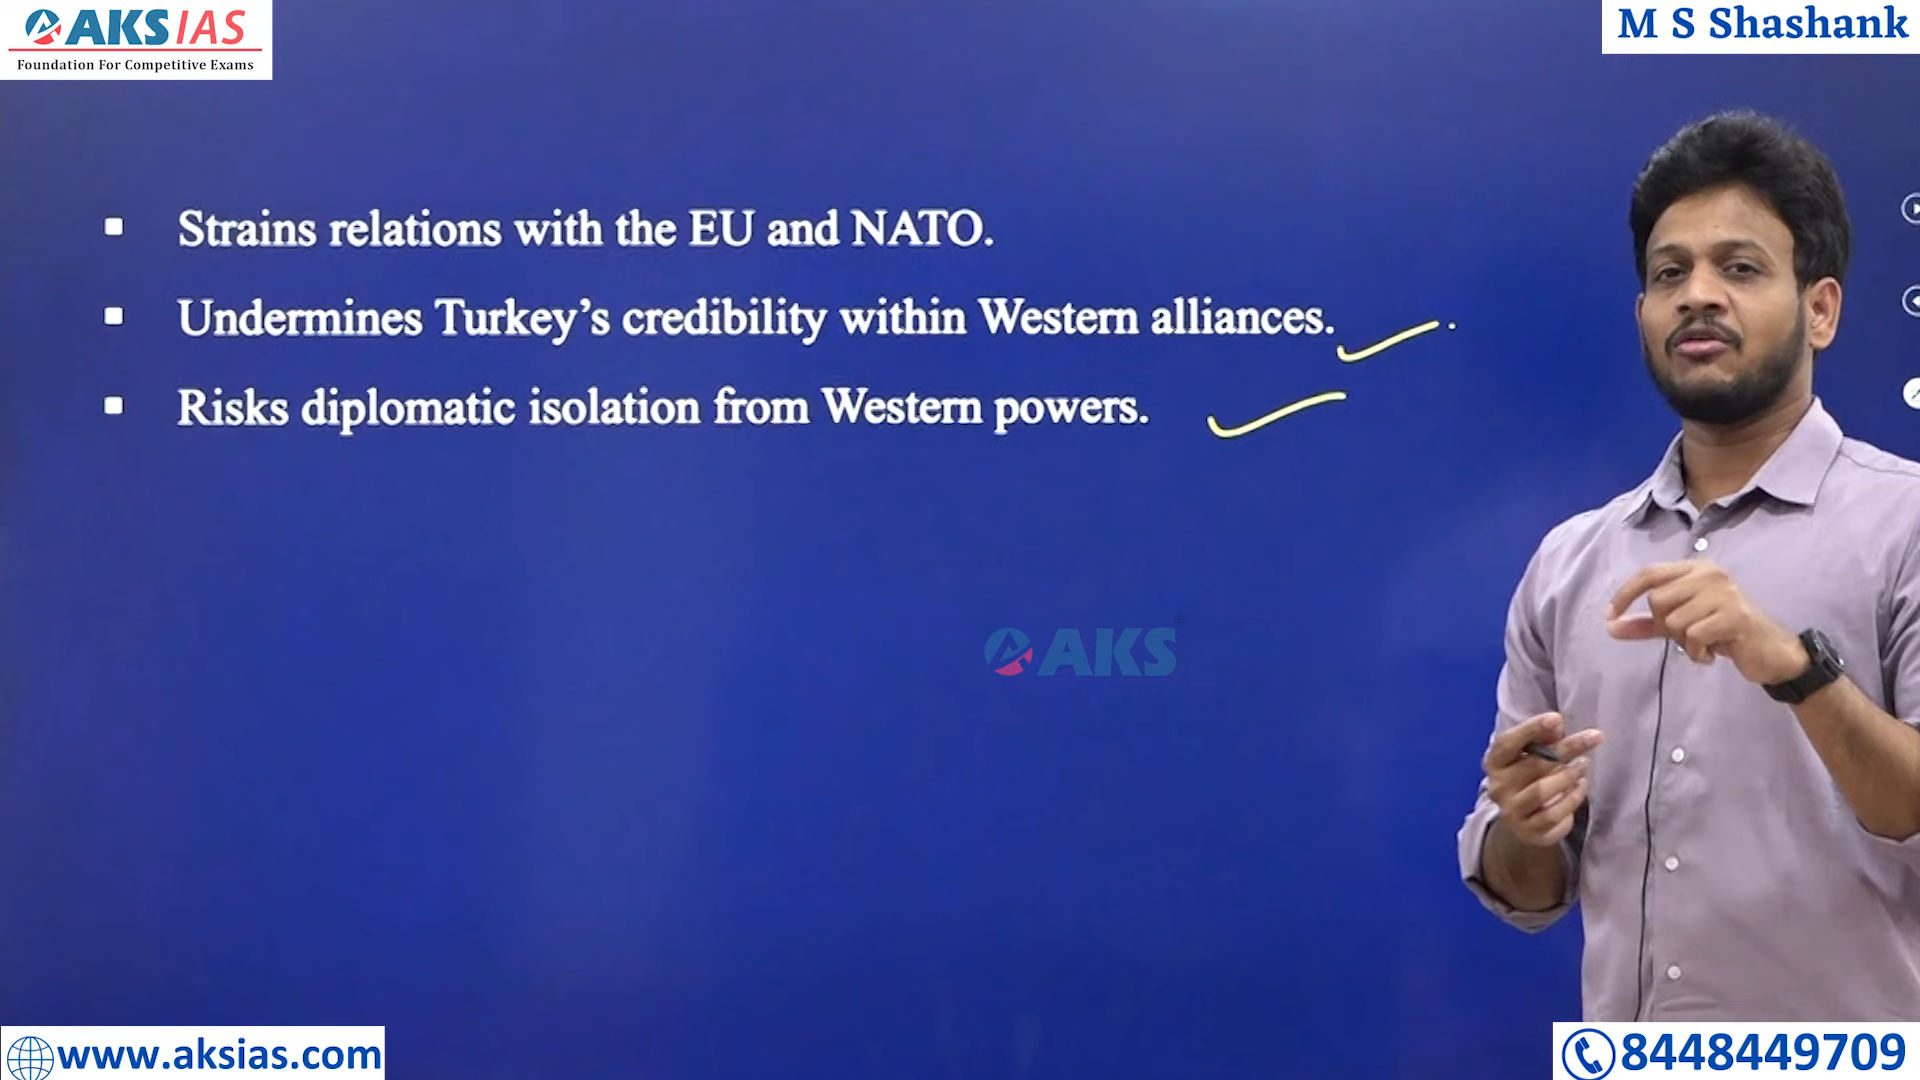 AKS IAS
Foundation For Competitive Exams
M S Shashank
Strains relations with the EU and NATO.
Undermines Turkey’s credibility within Western alliances.
Risks diplomatic isolation from Western powers.
AKS
www.aksias.com
8448449709